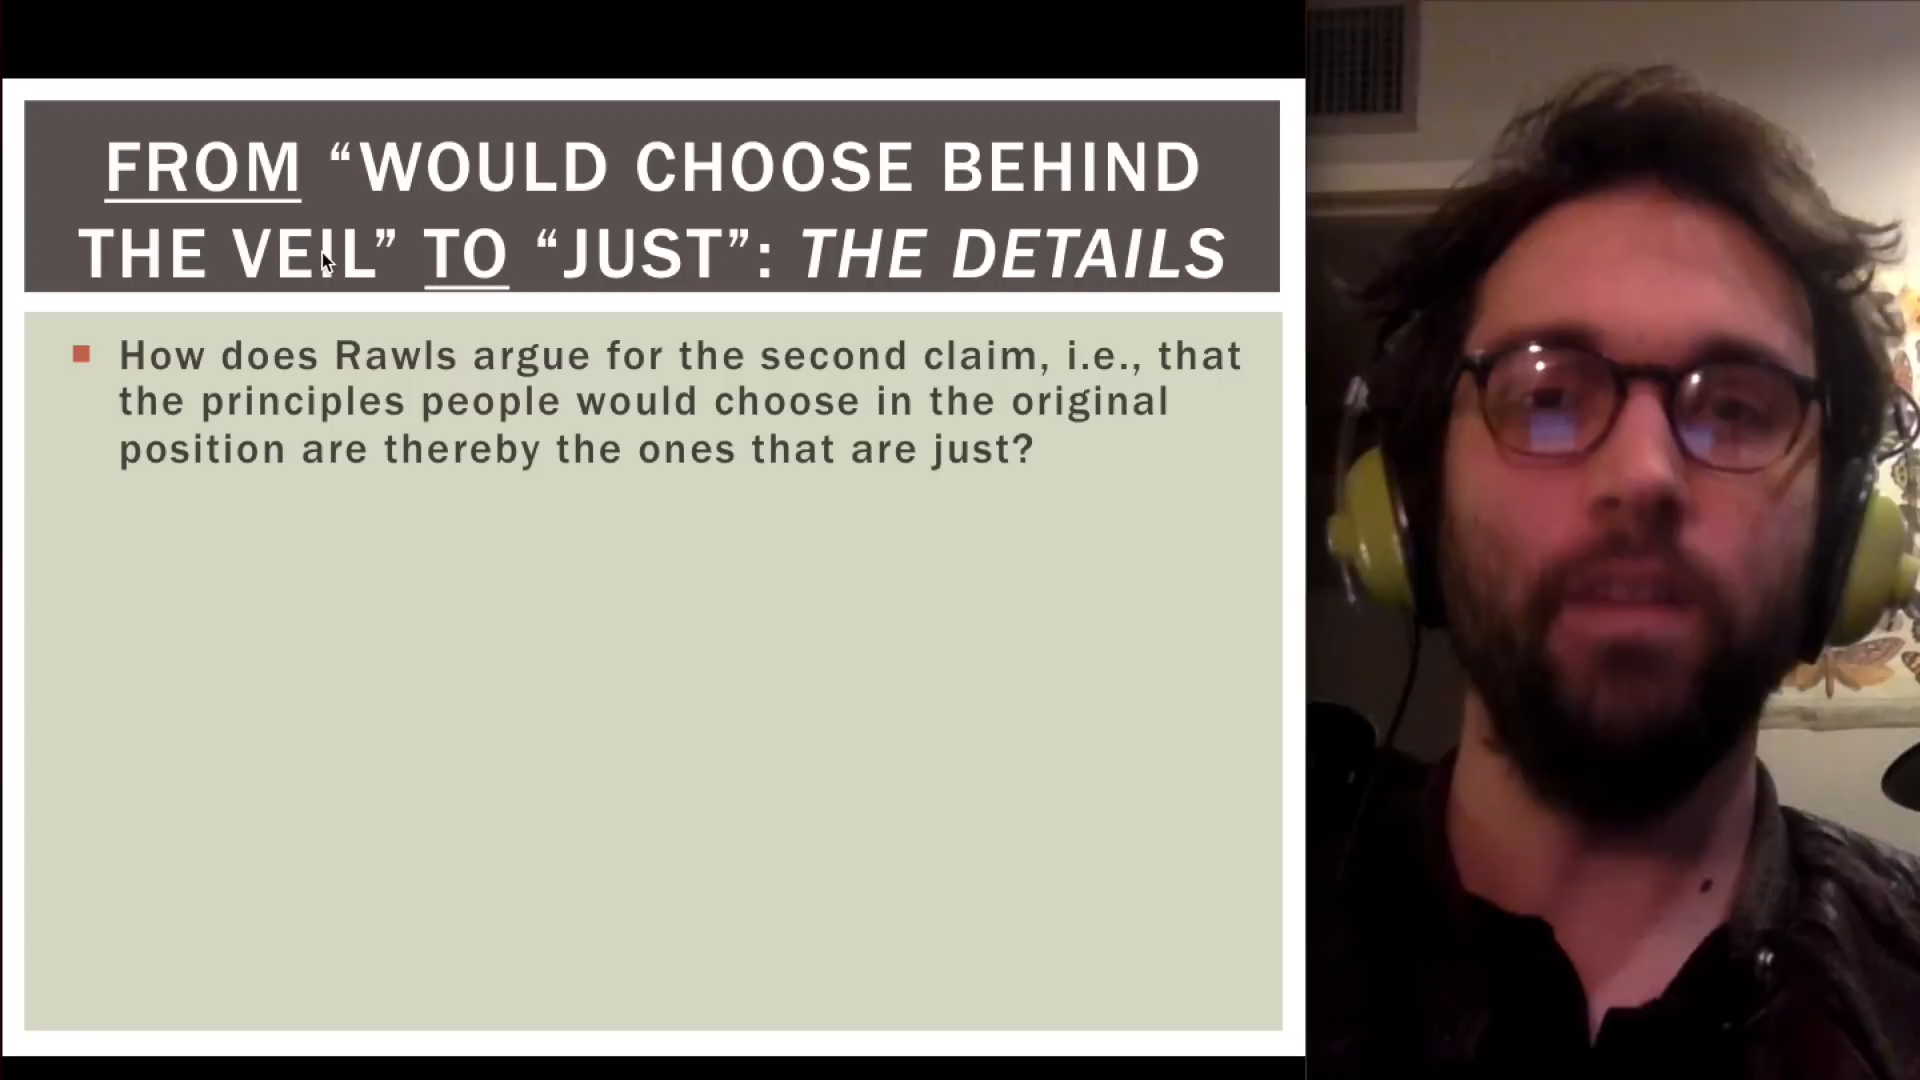 FROM “WOULD CHOOSE BEHIND
THE VEIL” TO “JUST”: THE DETAILS
How does Rawls argue for the second claim, i.e., that
the principles people would choose in the original
position are thereby the ones that are just?